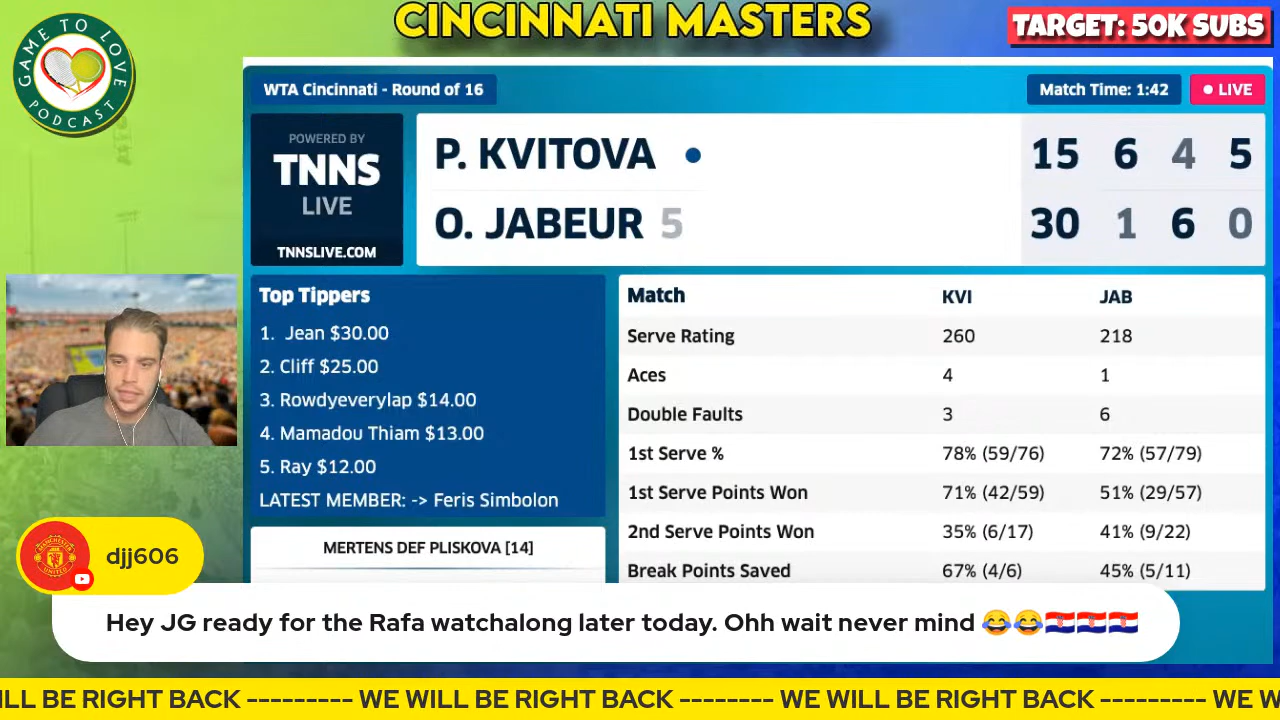 GAME TO LOVE
PODCAST
CINCINNATI MASTERS
TARGET: 50K SUBS
WTA Cincinnati - Round of 16
Match Time: 1:42
LIVE
POWERED BY
TNNS
LIVE
TNNSLIVE.COM
P. KVITOVA 15 6 4 5
O. JABEUR 5 30 1 6 0
Top Tippers
1. Jean $30.00
2. Cliff $25.00
3. Rowdyeverylap $14.00
4. Mamadou Thiam $13.00
5. Ray $12.00
LATEST MEMBER: -> Feris Simbolon
MERTENS DEF PLISKOVA [14]
Match KVI JAB
Serve Rating 260 218
Aces 4 1
Double Faults 3 6
1st Serve % 78% (59/76) 72% (57/79)
1st Serve Points Won 71% (42/59) 51% (29/57)
2nd Serve Points Won 35% (6/17) 41% (9/22)
Break Points Saved 67% (4/6) 45% (5/11)
djj606
Hey JG ready for the Rafa watchalong later today. Ohh wait never mind 😂😂🇭🇷🇭🇷🇭🇷
ILL BE RIGHT BACK --------- WE WILL BE RIGHT BACK --------- WE WILL BE RIGHT BACK --------- WE W